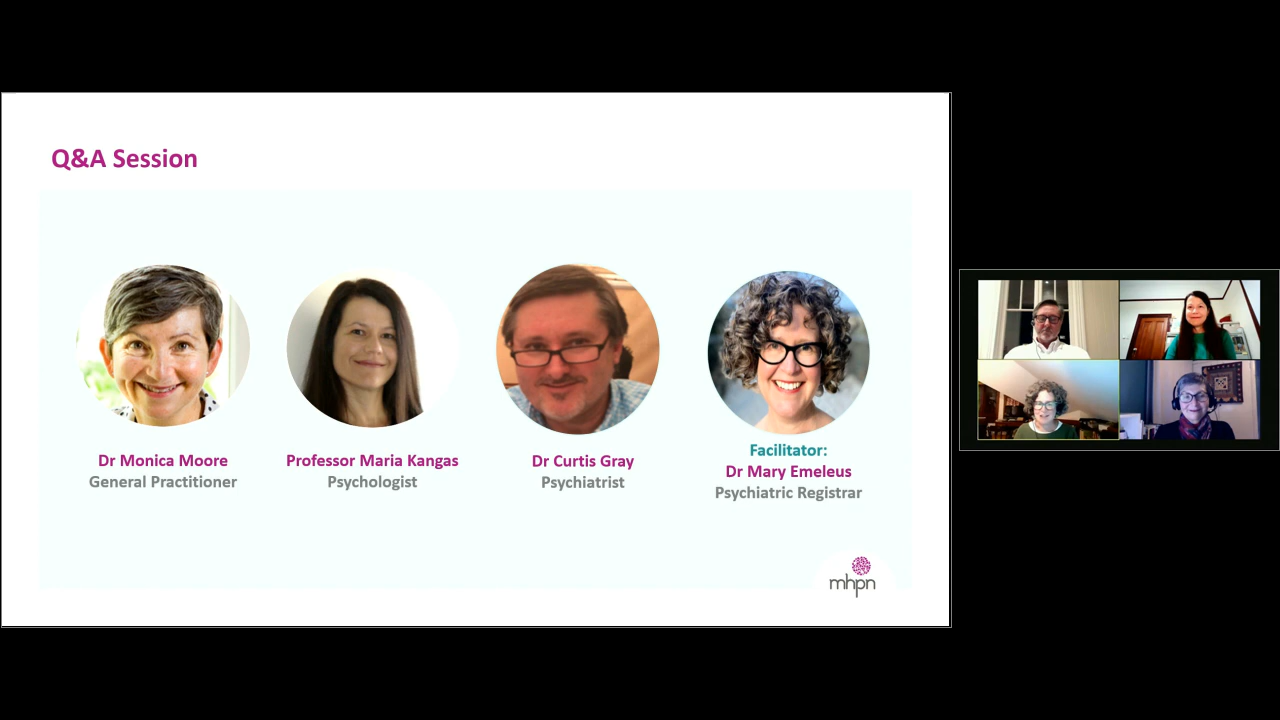 Q&A Session
Dr Monica Moore
General Practitioner
Professor Maria Kangas
Psychologist
Dr Curtis Gray
Psychiatrist
Facilitator:
Dr Mary Emeleus
Psychiatric Registrar
mhpn